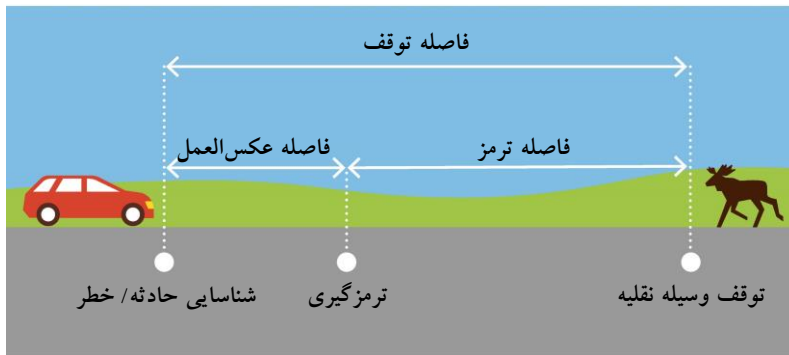 فاصله توقف
فاصله ترمز
فاصله عکس‌العمل
توقف وسیله نقلیه
ترمزگیری
شناسایی حادثه/ خطر